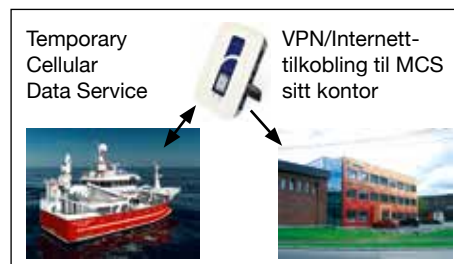 Temporary
Cellular
Data Service
VPN/Internett-
tilkobling til MCS
sitt kontor